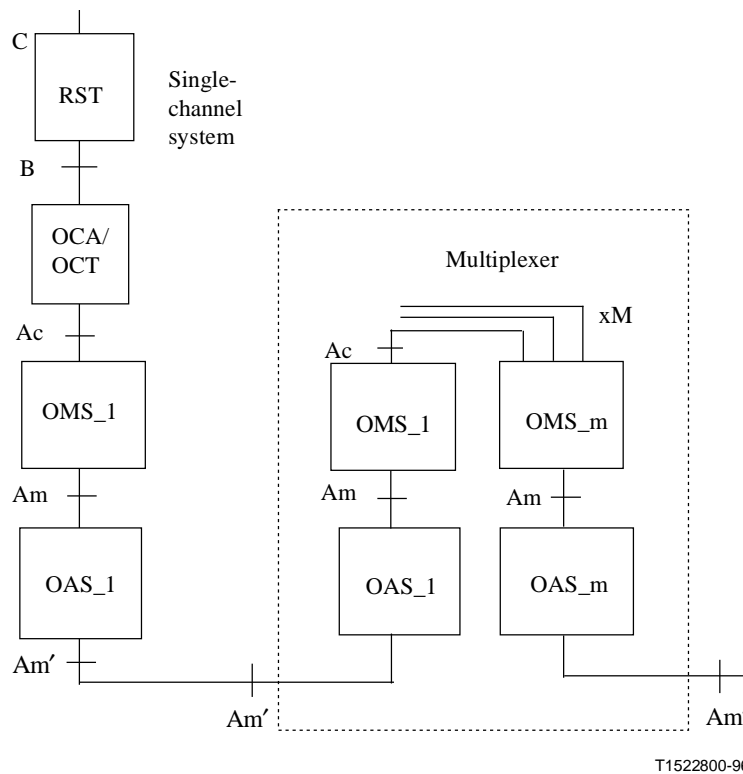 C
RST
Single-
channel
system
B
OCA/
OCT
Multiplexer
xM
Ac
Ac
OMS_1
OMS_1
OMS_m
Am
Am
Am
OAS_1
OAS_1
OAS_m
Am′
Am′
Am